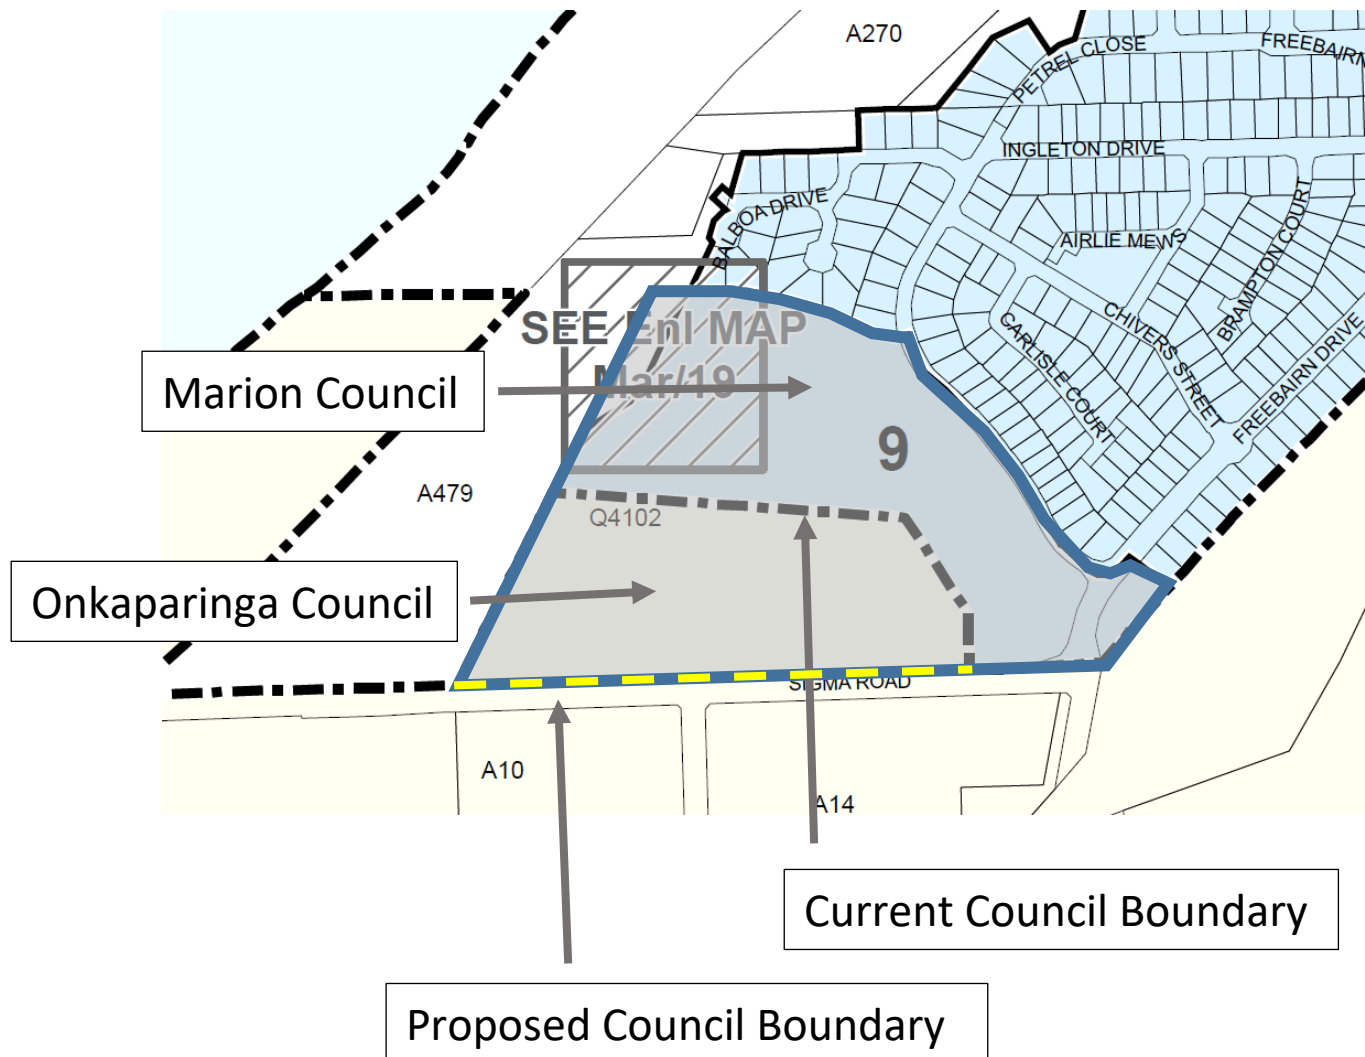 A270
PETREL CLOSE
FREEBAIRN
INGLETON DRIVE
BALBOA DRIVE
AIRLIE MEWS
BRAMPTON COURT
SEE Enl MAP
Mar/19
CHIVERS STREET
CARLISLE COURT
FREEBAIRN DRIVE
Marion Council
9
A479
Q4102
Onkaparinga Council
SIGMA ROAD
A10
A14
Current Council Boundary
Proposed Council Boundary